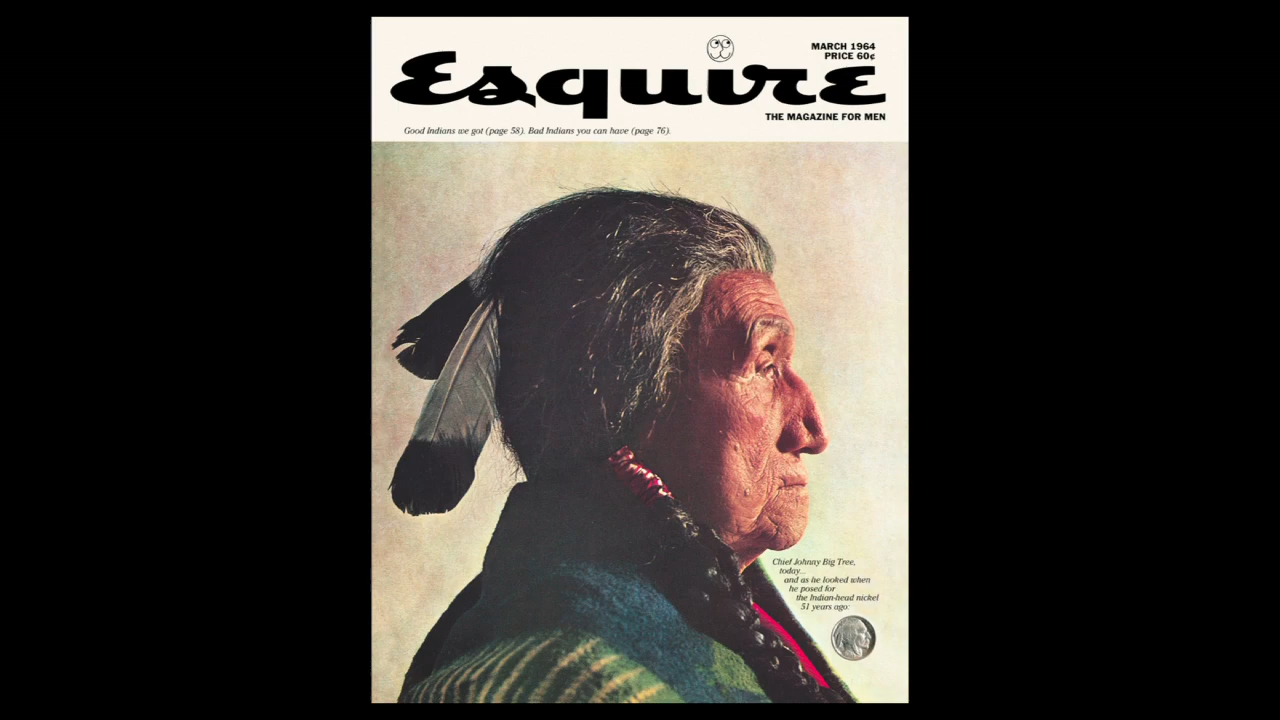 Esquire
MARCH 1964
PRICE 60¢
THE MAGAZINE FOR MEN
Good Indians we got (page 58). Bad Indians you can have (page 76).
Chief Johnny Big Tree,
today...
and as he looked when
he posed for
the Indian-head nickel
51 years ago: